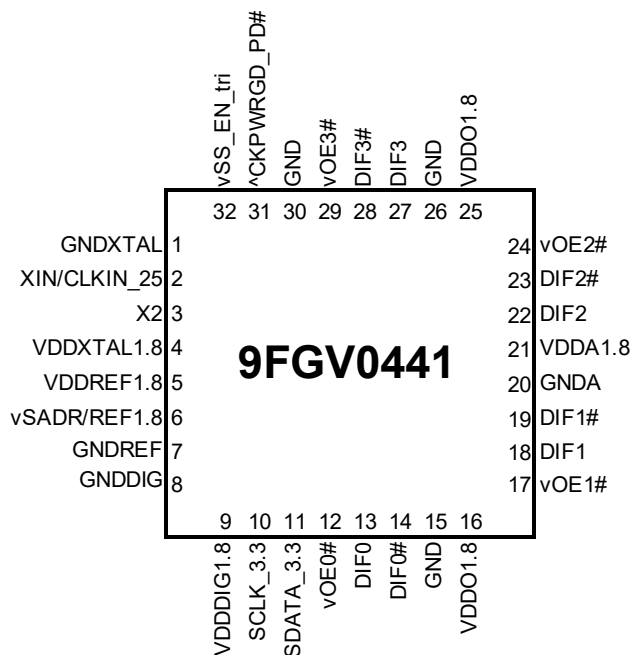 vSS_EN_tri
^CKPWRGD_PD#
GND
vOE3#
DIF3#
DIF3
GND
VDDO1.8
32 31 30 29 28 27 26 25
GNDXTAL 1
XIN/CLKIN_25 2
X2 3
VDDXTAL1.8 4
VDDREF1.8 5
vSADR/REF1.8 6
GNDREF 7
GNDDIG 8
9FGV0441
24 vOE2#
23 DIF2#
22 DIF2
21 VDDA1.8
20 GNDA
19 DIF1#
18 DIF1
17 vOE1#
9 10 11 12 13 14 15 16
VDDDIG1.8
SCLK_3.3
SDATA_3.3
vOE0#
DIF0
DIF0#
GND
VDDO1.8